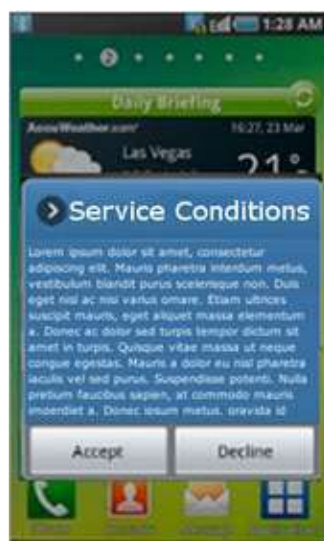 1:28 AM
Daily Briefing
AccuWeather.com 16:27, 23 Mar
Las Vegas
21°
Service Conditions
Lorem ipsum dolor sit amet, consectetur
adipiscing elit. Mauris pharetra interdum metus,
vestibulum blandit purus scelerisque non. Duis
eget nisl ac nisi varius ornare. Etiam ultrices
suscipit mauris, eget aliquet massa elementum
a. Donec ac dolor sed turpis tempor dictum sit
amet in turpis. Quisque vitae massa ut neque
congue egestas. Mauris a dolor eu nisl pharetra
iaculis vel sed purus. Suspendisse potenti. Nulla
pretium faucibus sapien, at commodo mauris
imperdiet a. Donec ipsum metus, gravida id
Accept Decline